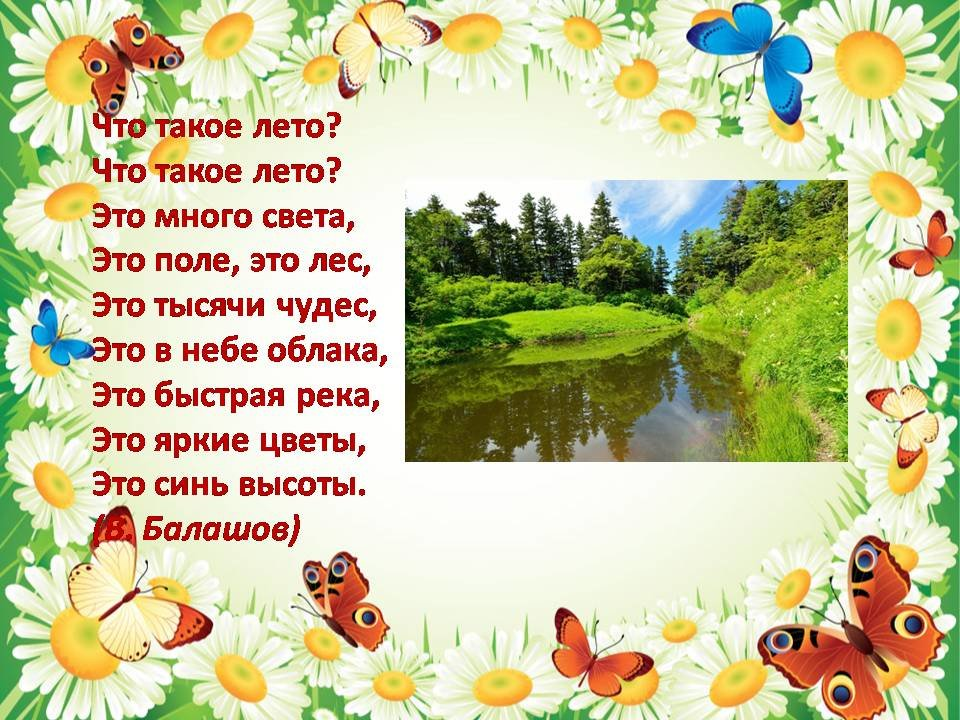 Что такое лето?
Что такое лето?
Это много света,
Это поле, это лес,
Это тысячи чудес,
Это в небе облака,
Это быстрая река,
Это яркие цветы,
Это синь высоты.
(В. Балашов)